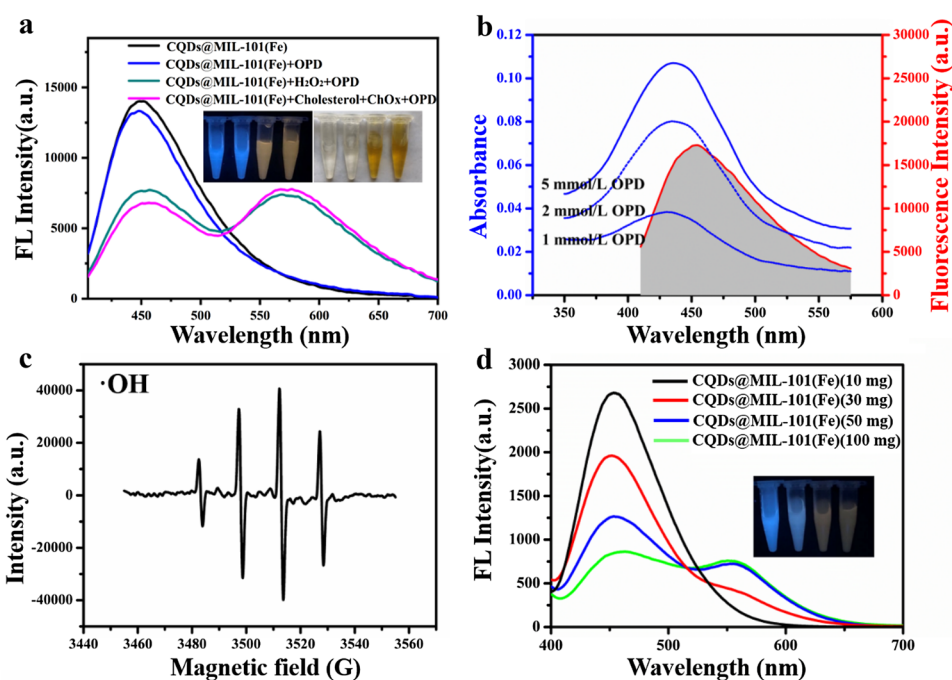 a
CQDs@MIL-101(Fe)
CQDs@MIL-101(Fe)+OPD
CQDs@MIL-101(Fe)+H₂O₂+OPD
CQDs@MIL-101(Fe)+Cholesterol+ChOx+OPD
FL Intensity(a.u.)
15000
10000
5000
0
450
500
550
600
650
700
Wavelength (nm)
b
Absorbance
0.12
0.10
0.08
0.06
0.04
0.02
0.00
5 mmol/L OPD
2 mmol/L OPD
1 mmol/L OPD
30000
25000
20000
15000
10000
5000
0
Fluorescence Intensity(a.u.)
350
400
450
500
550
600
Wavelength (nm)
c
·OH
Intensity (a.u.)
40000
20000
0
-20000
-40000
3440
3460
3480
3500
3520
3540
3560
Magnetic field (G)
d
CQDs@MIL-101(Fe)(10 mg)
CQDs@MIL-101(Fe)(30 mg)
CQDs@MIL-101(Fe)(50 mg)
CQDs@MIL-101(Fe)(100 mg)
FL Intensity(a.u.)
3000
2500
2000
1500
1000
500
0
400
500
600
700
Wavelength (nm)